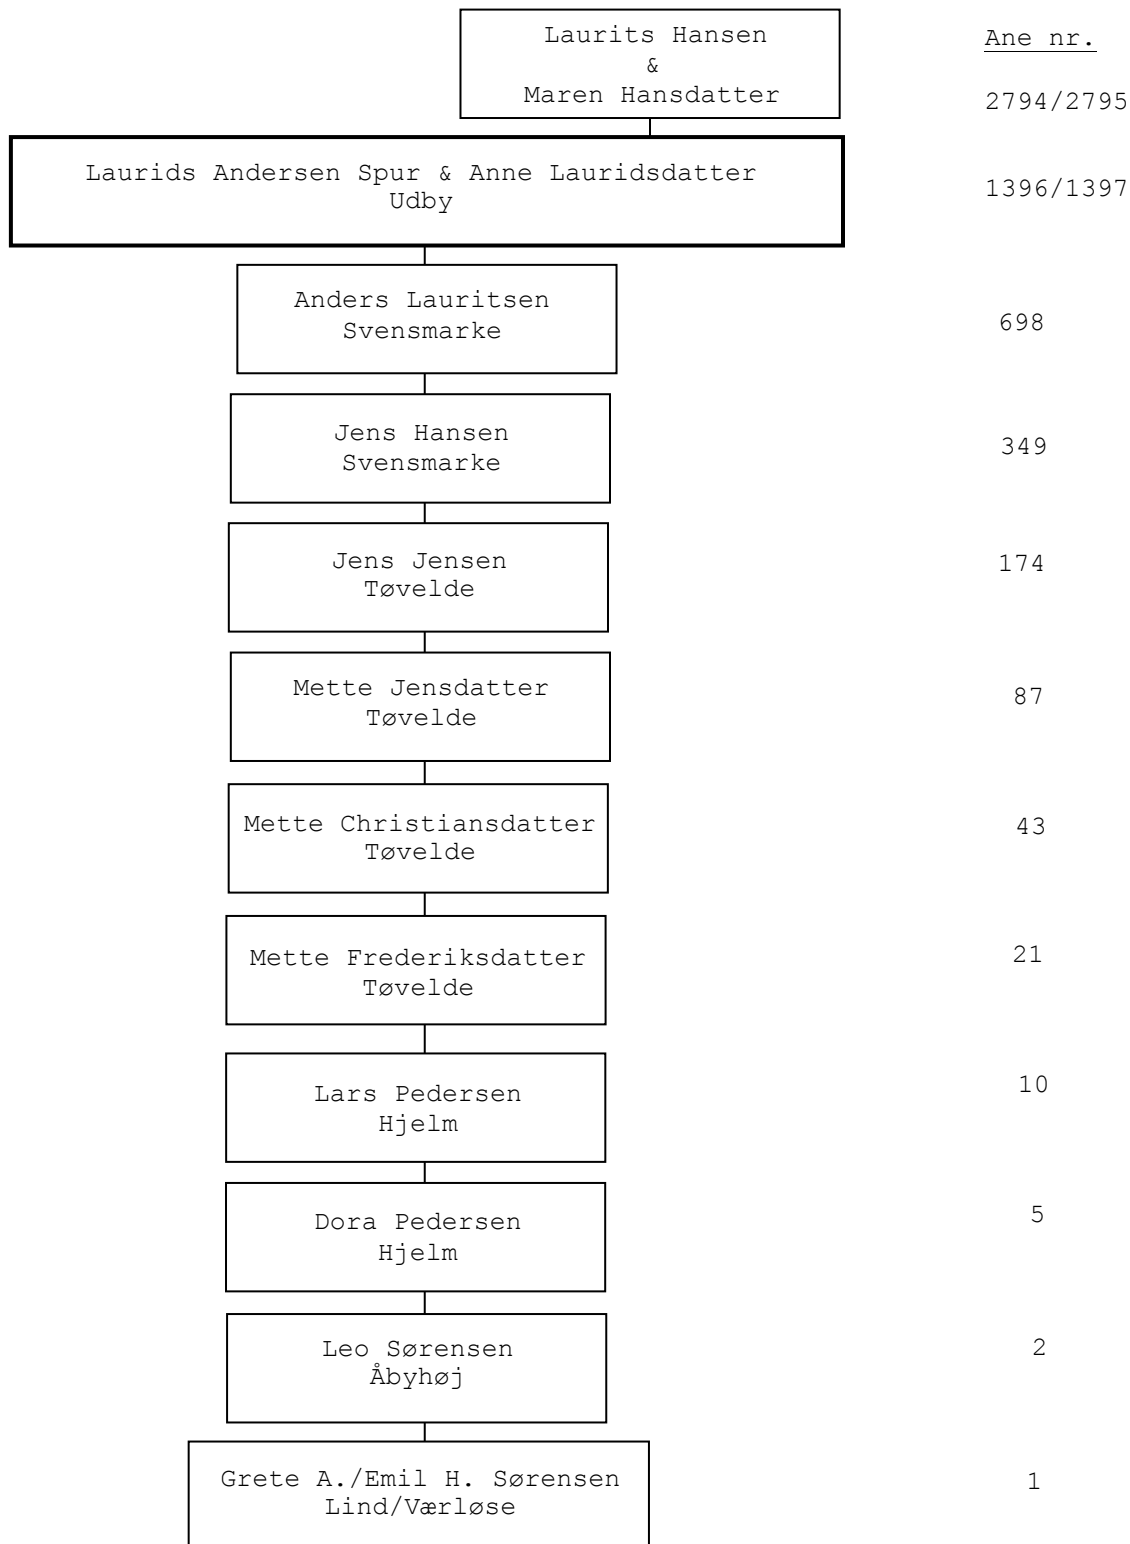 Laurits Hansen
&
Maren Hansdatter
Ane nr.
2794/2795
Laurids Andersen Spur & Anne Lauridsdatter
Udby
1396/1397
Anders Lauritsen
Svensmarke
698
Jens Hansen
Svensmarke
349
Jens Jensen
Tøvelde
174
Mette Jensdatter
Tøvelde
87
Mette Christiansdatter
Tøvelde
43
Mette Frederiksdatter
Tøvelde
21
Lars Pedersen
Hjelm
10
Dora Pedersen
Hjelm
5
Leo Sørensen
Åbyhøj
2
Grete A./Emil H. Sørensen
Lind/Værløse
1